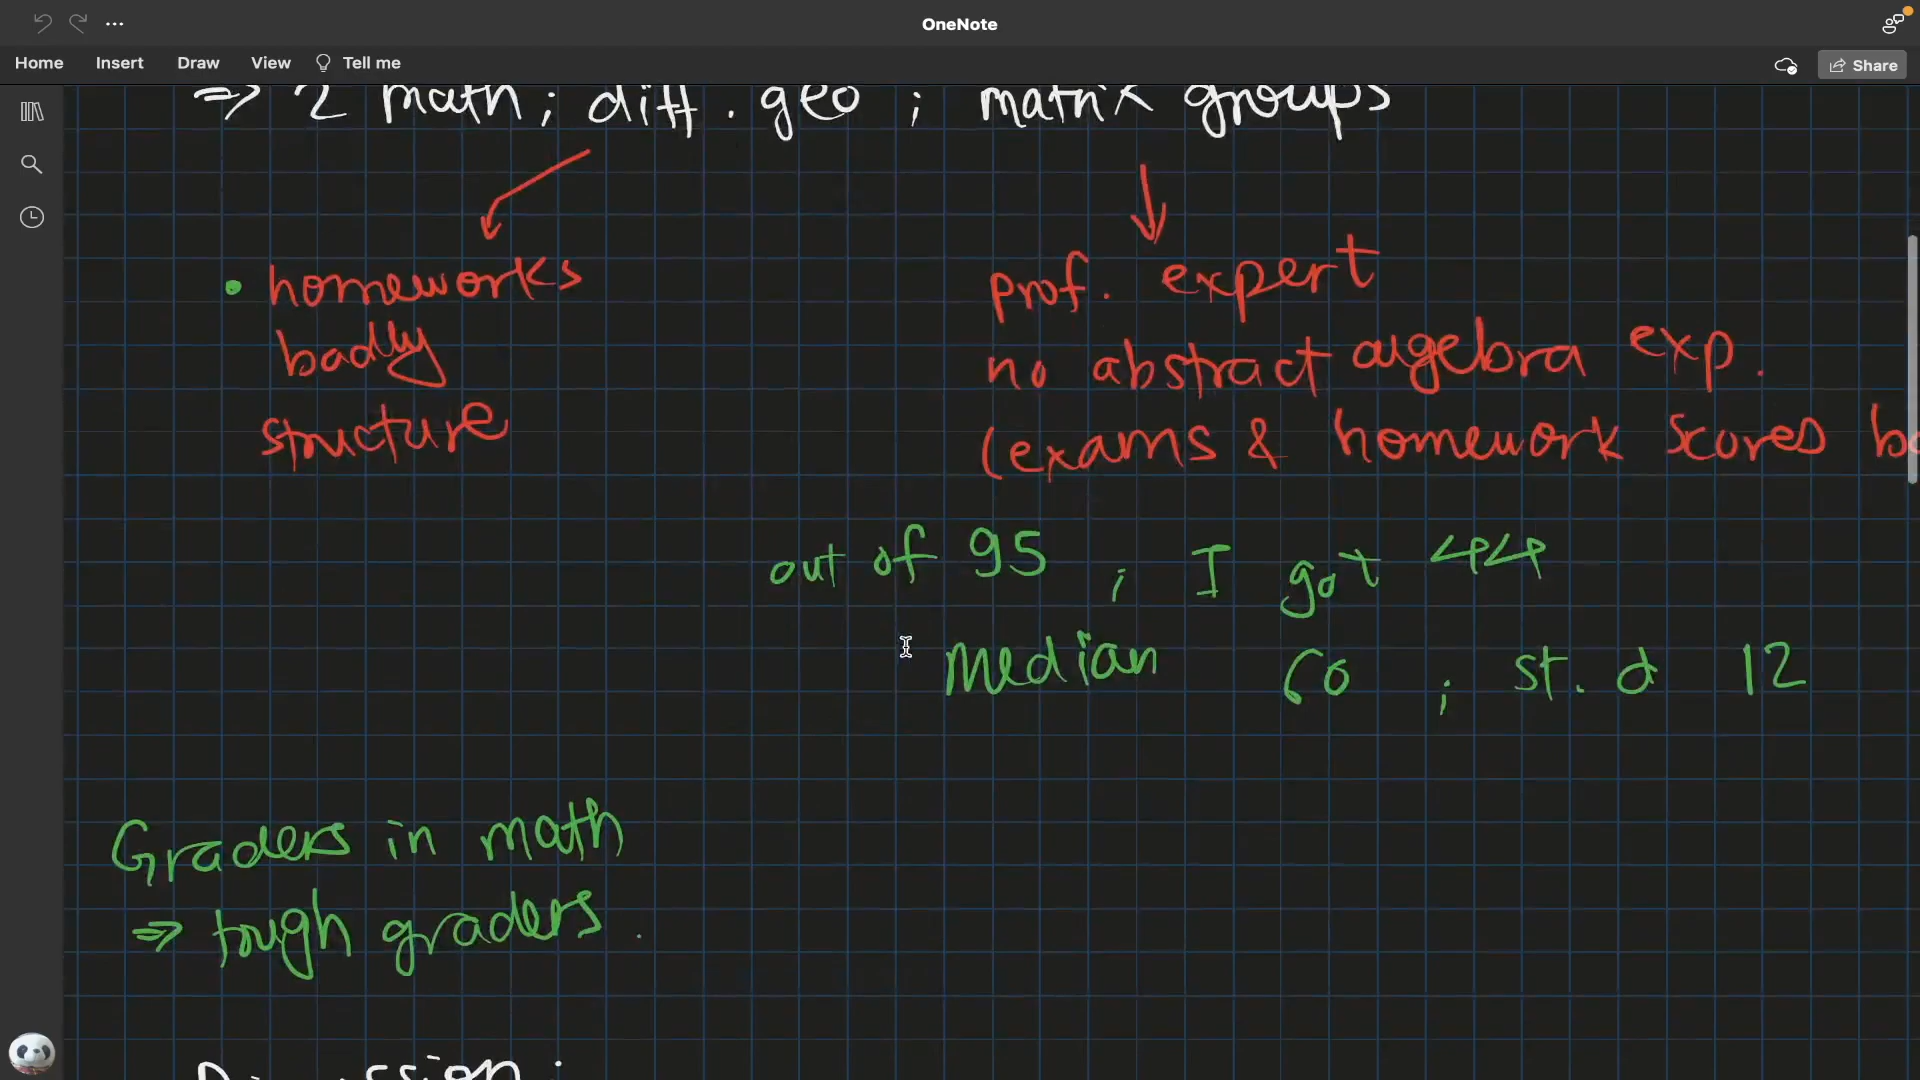 OneNote
Home Insert Draw View Tell me Share
=> 2 math ; diff. geo ; matrix groups
• homeworks
badly
structure
prof. expert
no abstract algebra exp.
(exams & homework scores
out of 95 ; I got 44
Median 60 ; st. d 12
Graders in math
=> tough graders.